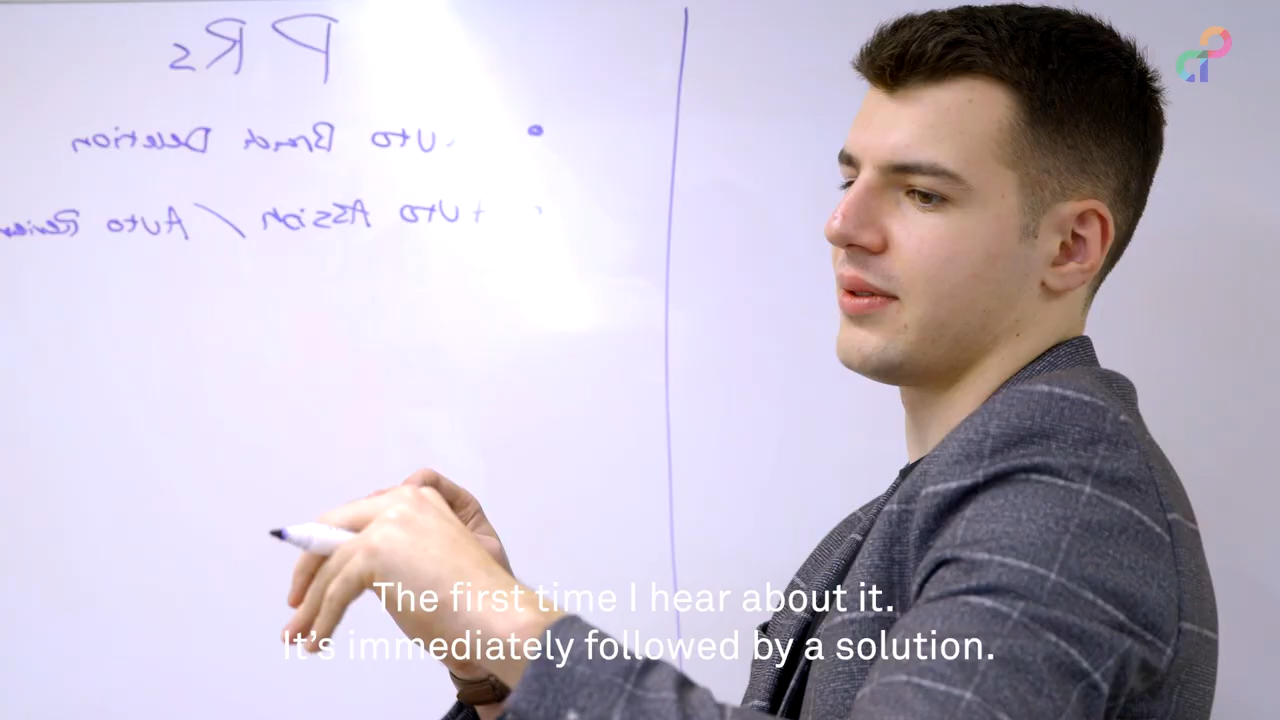 PRs
• Auto Branch Deletion
• Auto Assign / Auto Review
The first time I hear about it.
It's immediately followed by a solution.